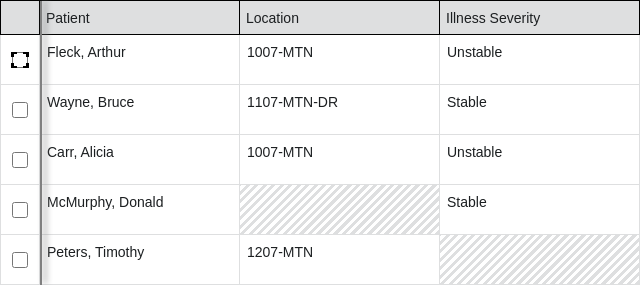 Patient Location Illness Severity
Fleck, Arthur 1007-MTN Unstable
Wayne, Bruce 1107-MTN-DR Stable
Carr, Alicia 1007-MTN Unstable
McMurphy, Donald Stable
Peters, Timothy 1207-MTN